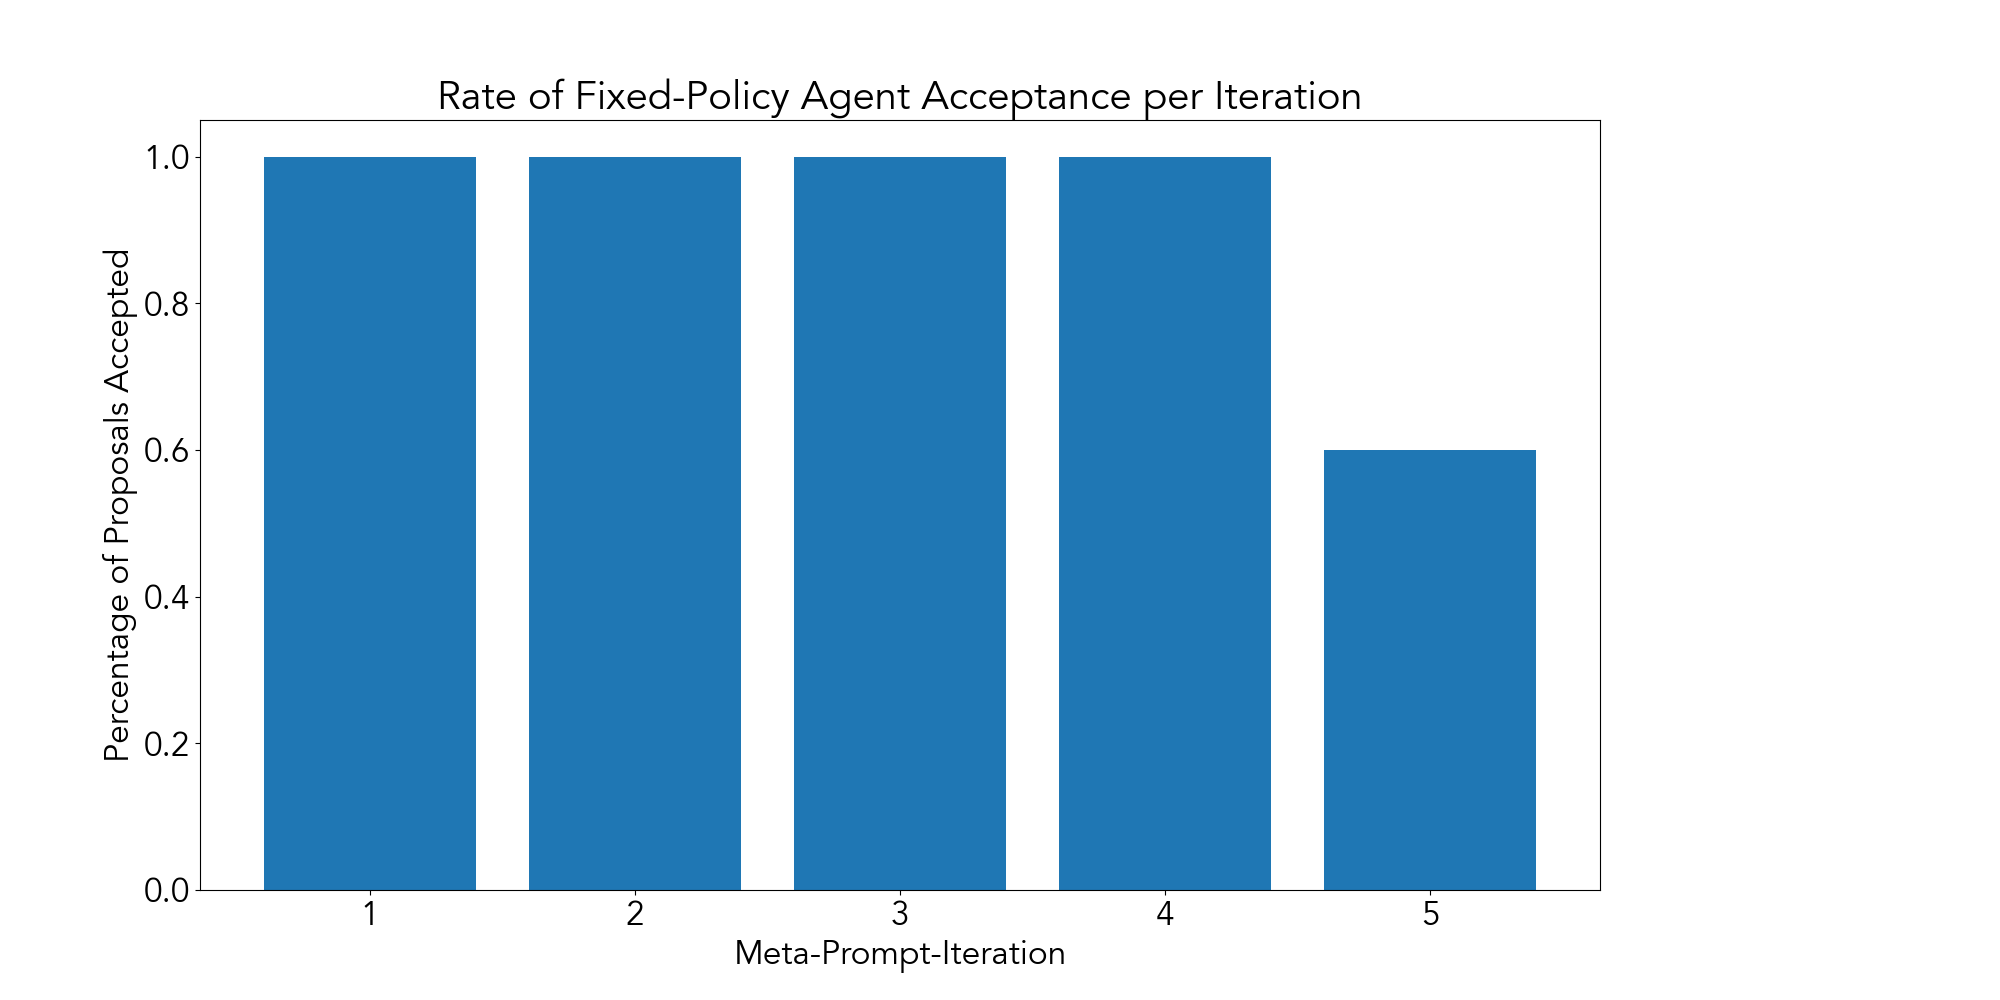 Rate of Fixed-Policy Agent Acceptance per Iteration
Percentage of Proposals Accepted
1.0
0.8
0.6
0.4
0.2
0.0
1 2 3 4 5
Meta-Prompt-Iteration